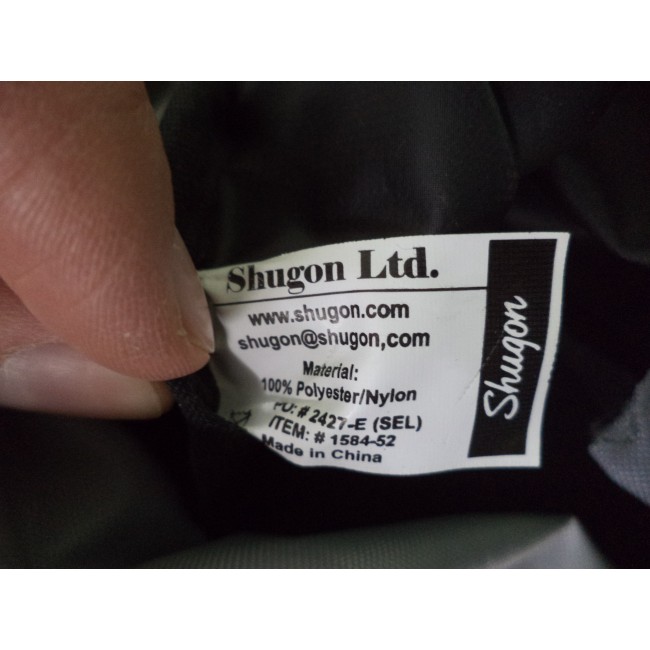 Shugon Ltd.
www.shugon.com
shugon@shugon,com
Material:
100% Polyester/Nylon
PO: # 2427-E (SEL)
ITEM: # 1584-52
Made in China
Shugon